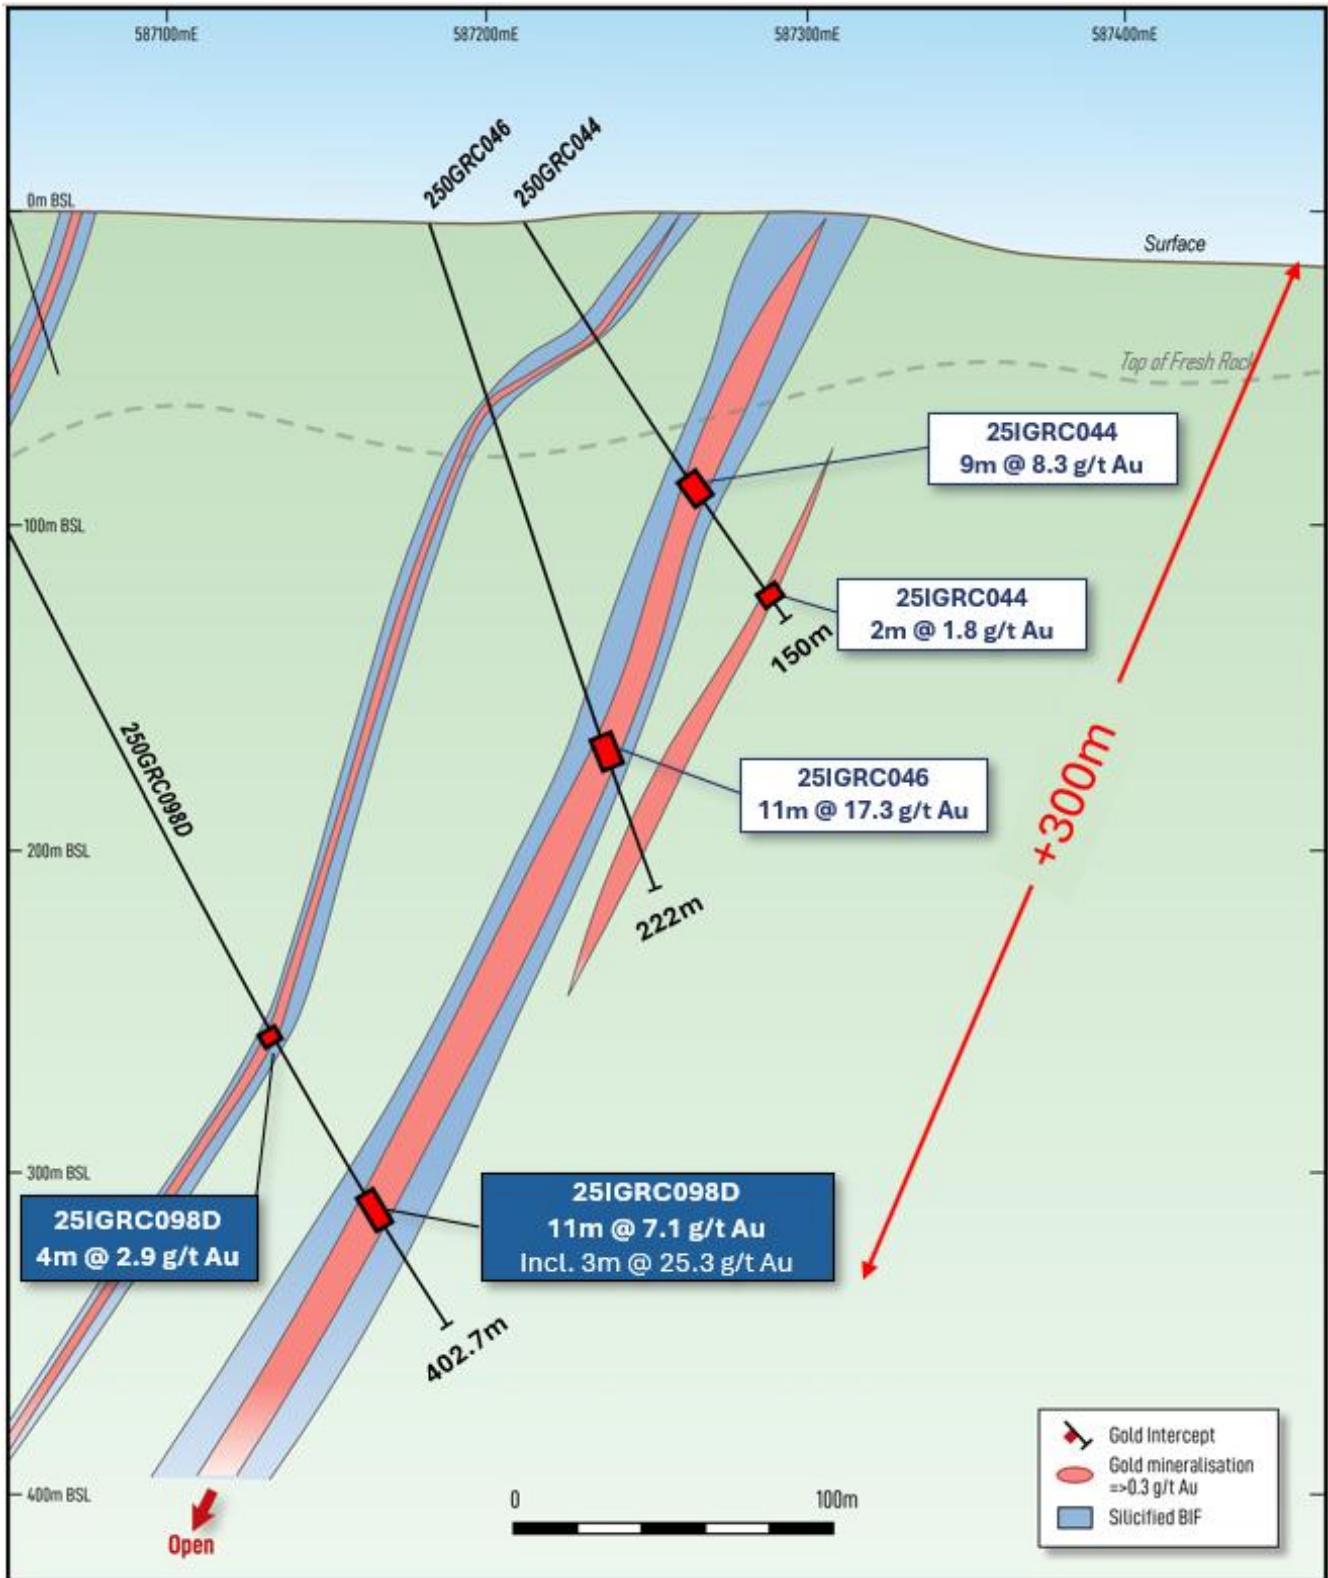 587100mE
587200mE
587300mE
587400mE
250GRC046
250GRC044
0m BSL
Surface
Top of Fresh Rock
25IGRC044
9m @ 8.3 g/t Au
100m BSL
25IGRC044
2m @ 1.8 g/t Au
150m
250GRC098D
+300m
25IGRC046
11m @ 17.3 g/t Au
200m BSL
222m
300m BSL
25IGRC098D
4m @ 2.9 g/t Au
25IGRC098D
11m @ 7.1 g/t Au
Incl. 3m @ 25.3 g/t Au
402.7m
400m BSL
Open
0
100m
Gold Intercept
Gold mineralisation
=>0.3 g/t Au
Silicified BIF